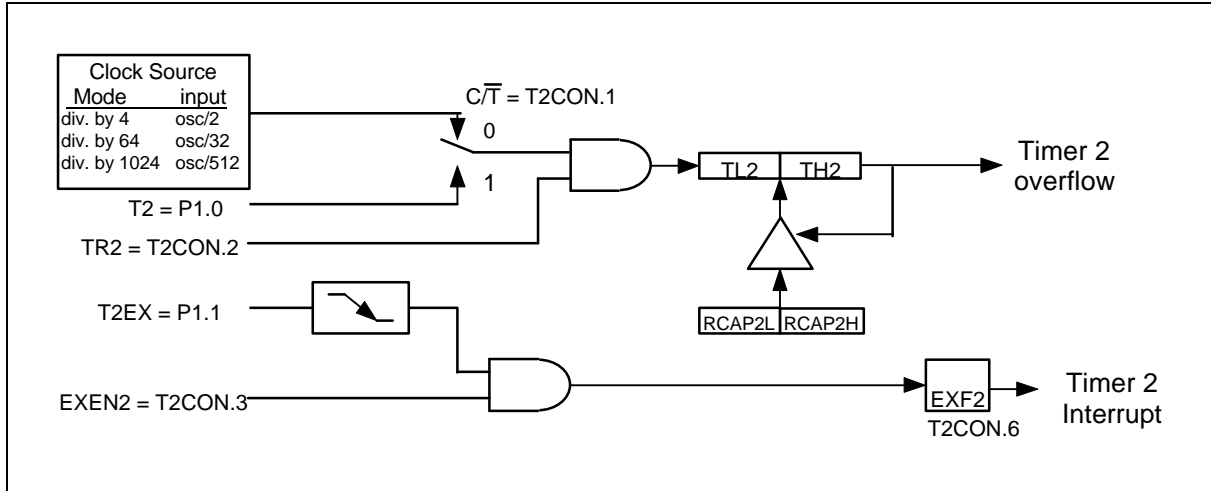 Clock Source
Mode input
div. by 4 osc/2
div. by 64 osc/32
div. by 1024 osc/512
C/T̅ = T2CON.1
0
1
T2 = P1.0
TR2 = T2CON.2
TL2 TH2
Timer 2
overflow
T2EX = P1.1
RCAP2L RCAP2H
EXEN2 = T2CON.3
EXF2
T2CON.6
Timer 2
Interrupt